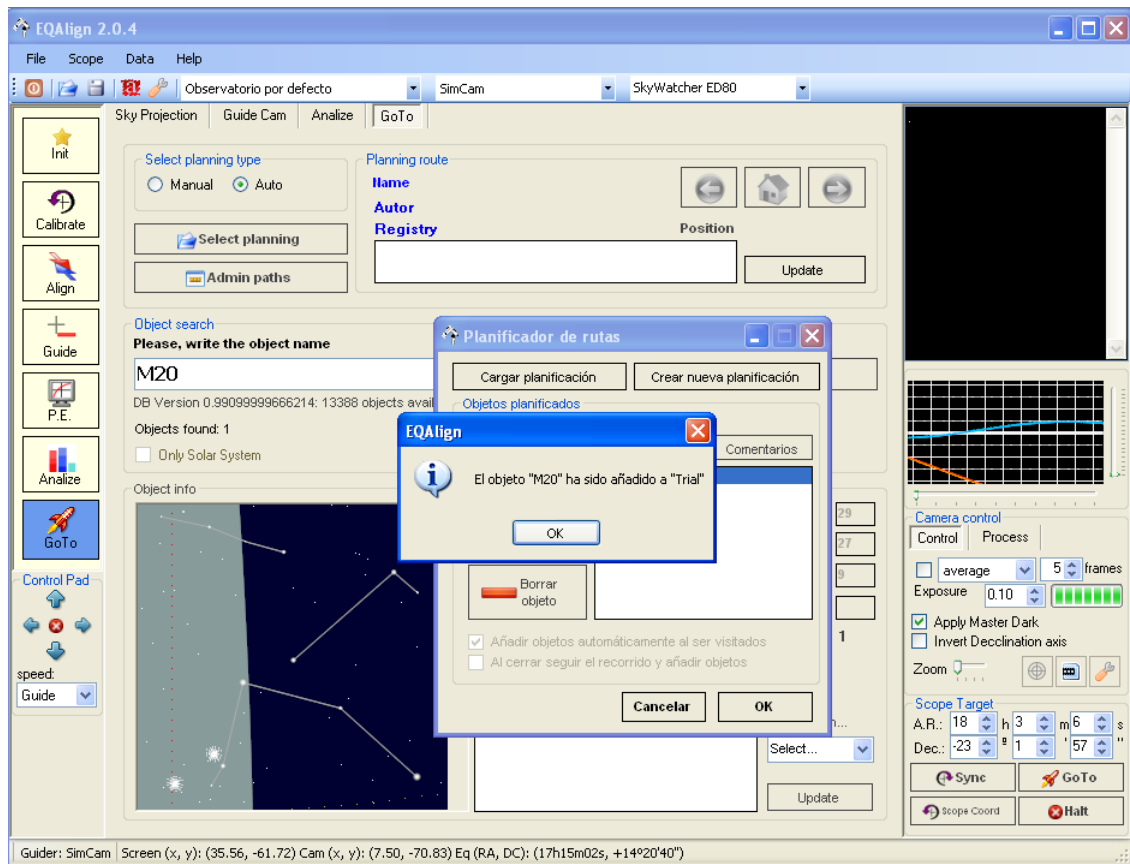 EQAlign 2.0.4
File Scope Data Help
Observatorio por defecto SimCam SkyWatcher ED80
Sky Projection Guide Cam Analize GoTo
Init
Calibrate
Align
Guide
P.E.
Analize
GoTo
Control Pad
speed:
Guide
Select planning type
Manual Auto
Select planning
Admin paths
Planning route
Name
Autor
Registry Position
Update
Object search
Please, write the object name
M20
DB Version 0.99099999666214: 13388 objects avail
Objects found: 1
Only Solar System
Object info
Planificador de rutas
Cargar planificación Crear nueva planificación
Objetos planificados
Comentarios
EQAlign
El objeto "M20" ha sido añadido a "Trial"
OK
Borrar
objeto
Añadir objetos automáticamente al ser visitados
Al cerrar seguir el recorrido y añadir objetos
Cancelar OK
29
27
9
1
Select...
Update
Camera control
Control Process
average 5 frames
Exposure 0.10
Apply Master Dark
Invert Decclination axis
Zoom
Scope Target
A.R.: 18 h 3 m 6 s
Dec.: -23 º 1 ' 57 "
Sync GoTo
Scope Coord Halt
Guider: SimCam Screen (x, y): (35.56, -61.72) Cam (x, y): (7.50, -70.83) Eq (RA, DC): (17h15m02s, +14º20'40")